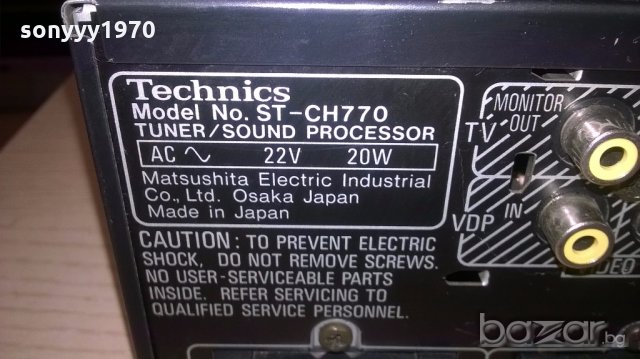 sonyyy1970
Technics
Model No. ST-CH770
TUNER/SOUND PROCESSOR
AC ∿ 22V 20W
Matsushita Electric Industrial
Co., Ltd. Osaka Japan
Made in Japan
CAUTION: TO PREVENT ELECTRIC
SHOCK, DO NOT REMOVE SCREWS.
NO USER-SERVICEABLE PARTS
INSIDE. REFER SERVICING TO
QUALIFIED SERVICE PERSONNEL.
MONITOR
TV OUT
VDP IN
bazar.bg